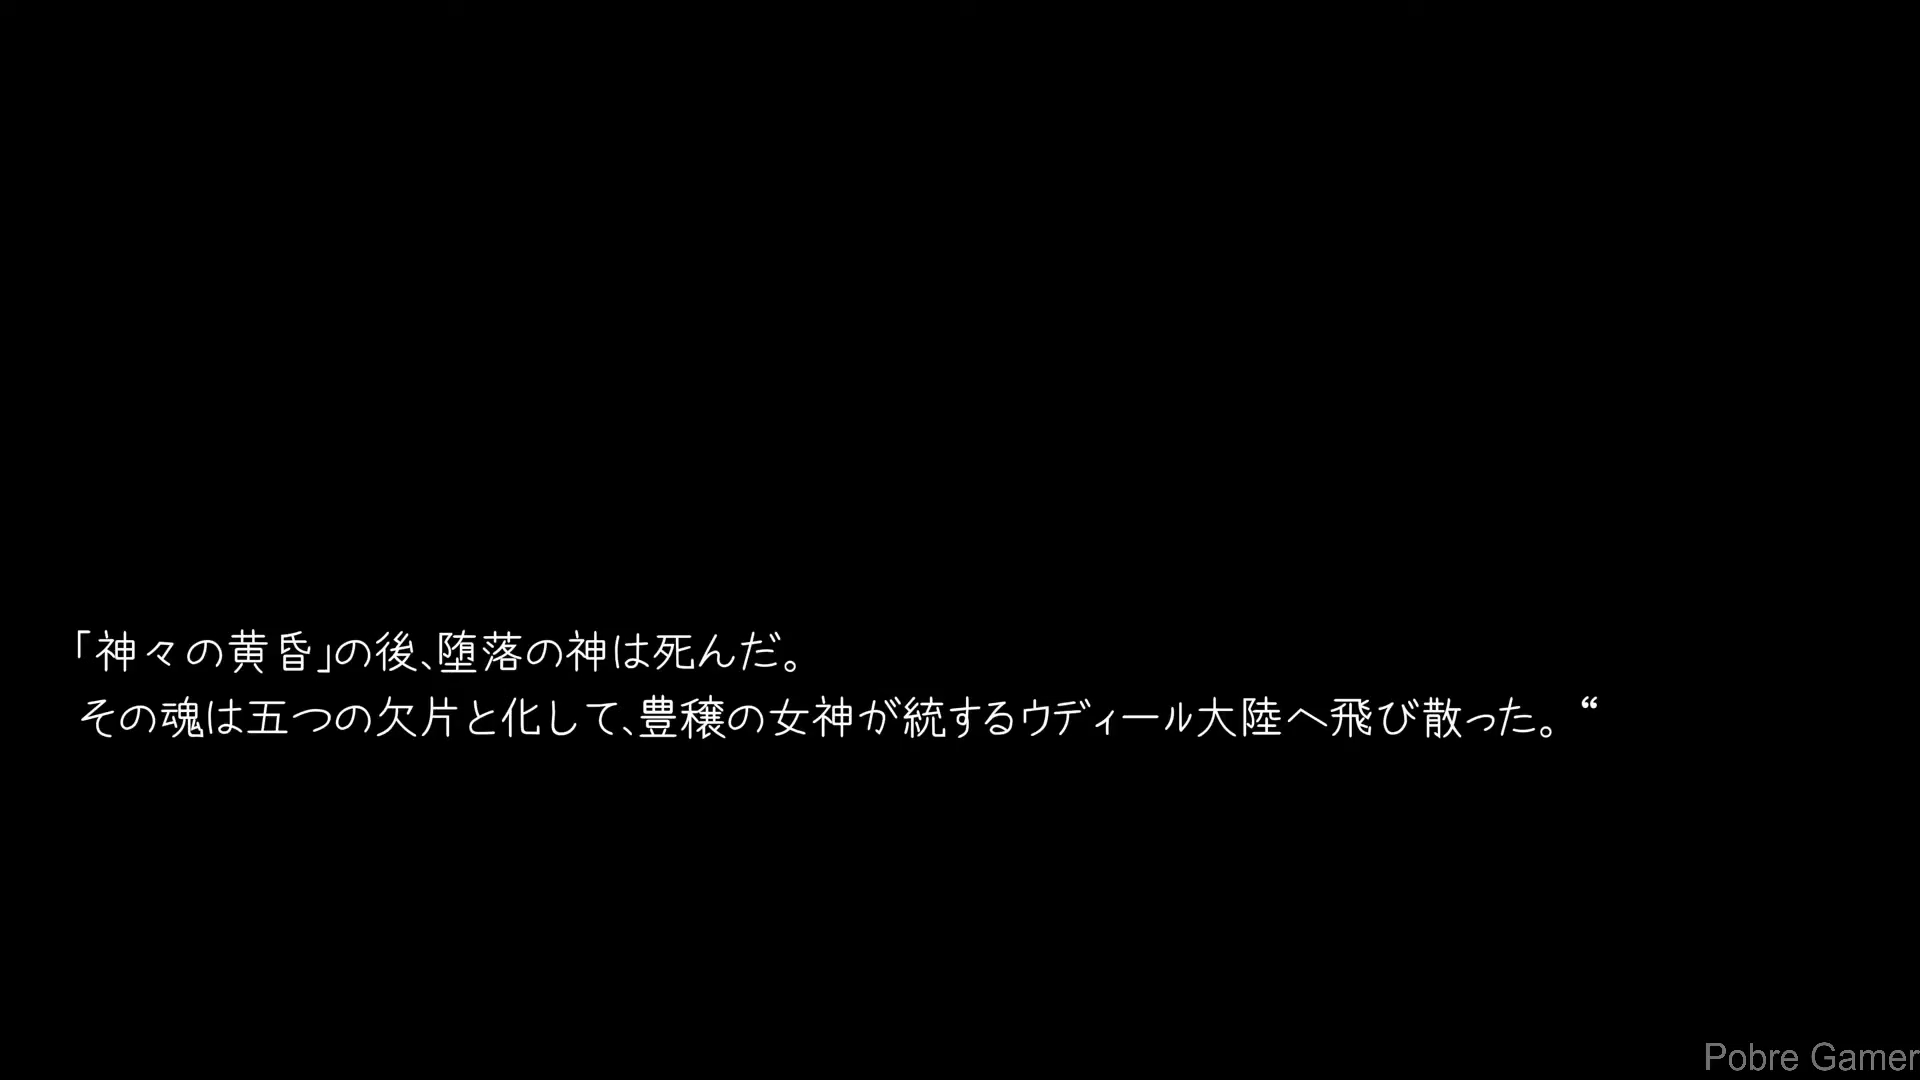 「神々の黄昏」の後、堕落の神は死んだ。
その魂は五つの欠片と化して、豊穣の女神が統するウディール大陸へ飛び散った。“
Pobre Gamer